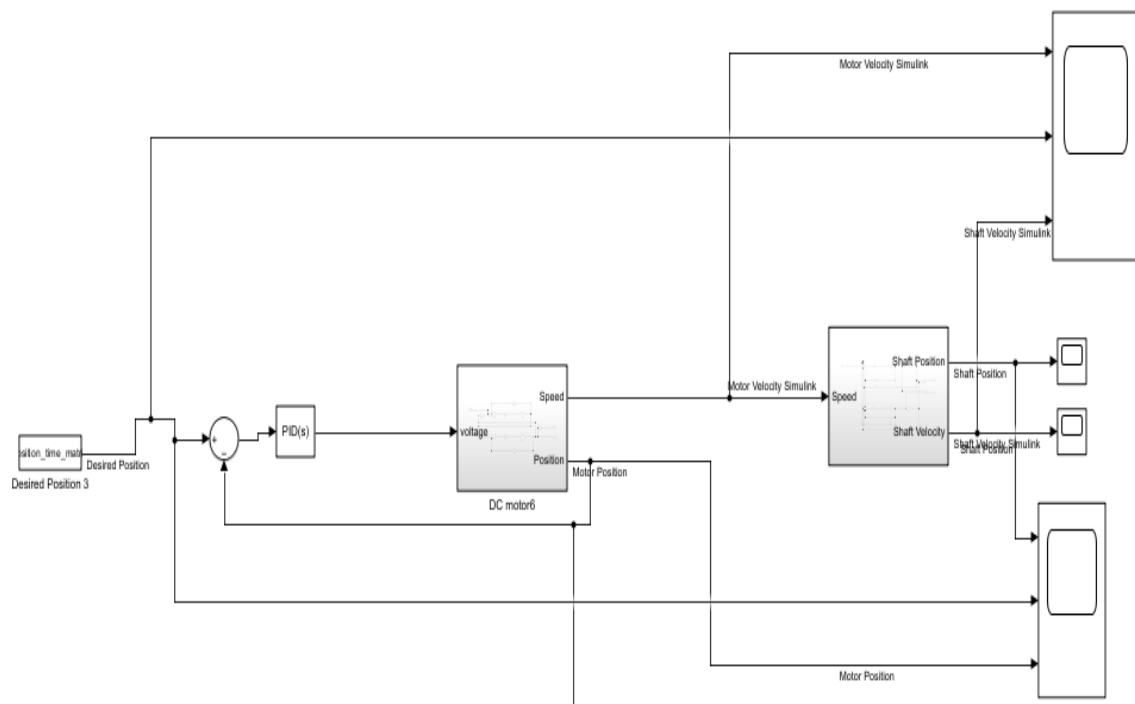 Motor Velocity Simulink
Shaft Velocity Simulink
Shaft Position
Shaft Position
Speed
Motor Velocity Simulink
Speed
Shaft Velocity
Shaft Velocity Simulink
Shaft Position
PID(s)
voltage
+
-
osition_time_mat
Desired Position
Position
Motor Position
Desired Position 3
DC motor6
Motor Position